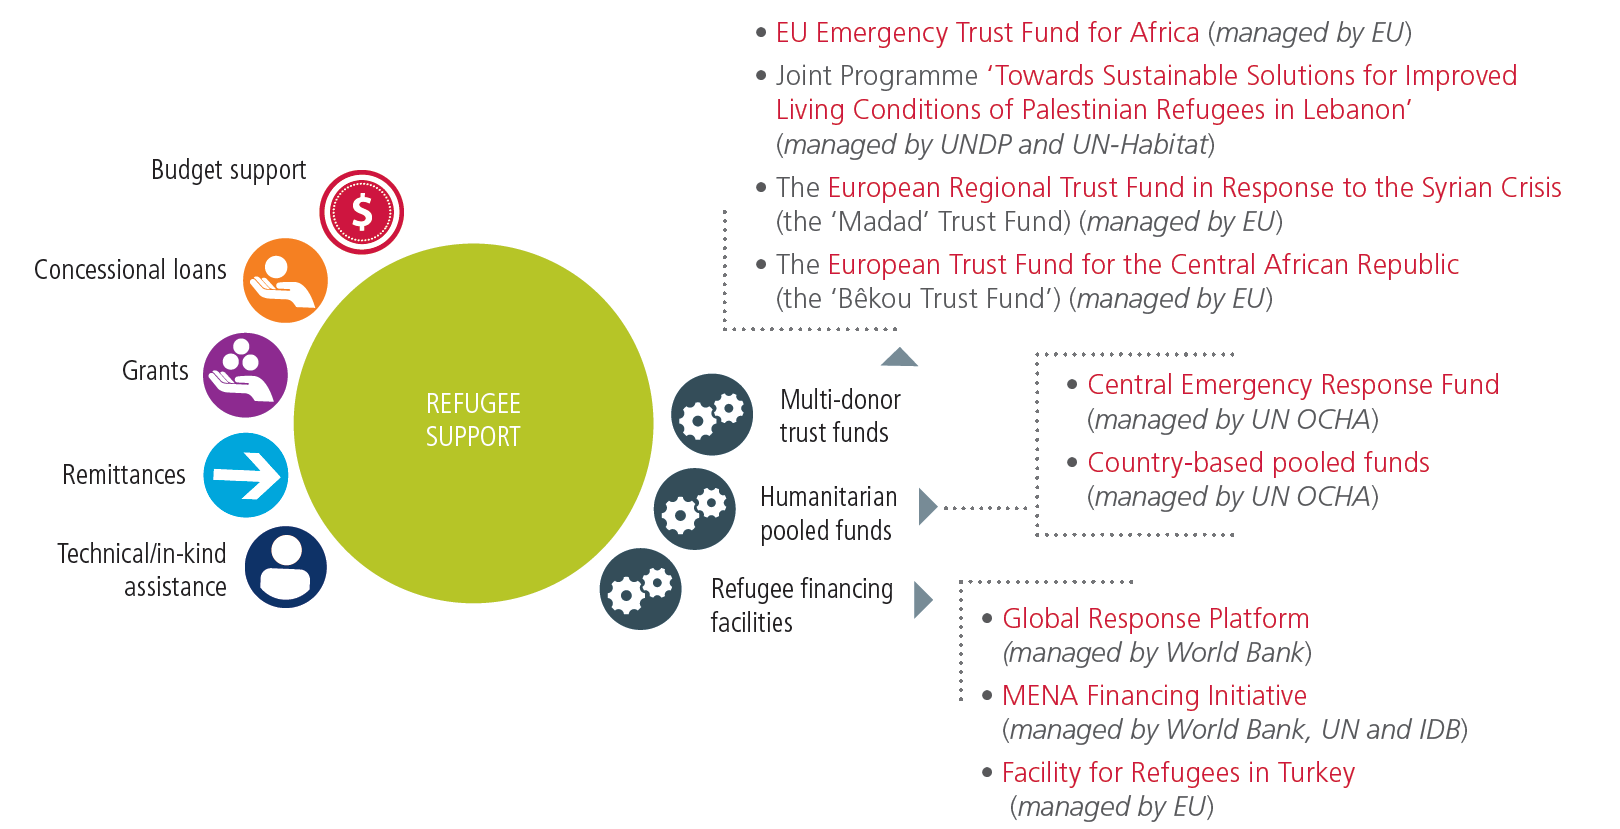 Budget support
Concessional loans
Grants
Remittances
Technical/in-kind
assistance
$
REFUGEE
SUPPORT
Multi-donor
trust funds
• EU Emergency Trust Fund for Africa (managed by EU)
• Joint Programme ‘Towards Sustainable Solutions for Improved
Living Conditions of Palestinian Refugees in Lebanon’
(managed by UNDP and UN-Habitat)
• The European Regional Trust Fund in Response to the Syrian Crisis
(the ‘Madad’ Trust Fund) (managed by EU)
• The European Trust Fund for the Central African Republic
(the ‘Bêkou Trust Fund’) (managed by EU)
Humanitarian
pooled funds
• Central Emergency Response Fund
(managed by UN OCHA)
• Country-based pooled funds
(managed by UN OCHA)
Refugee financing
facilities
• Global Response Platform
(managed by World Bank)
• MENA Financing Initiative
(managed by World Bank, UN and IDB)
• Facility for Refugees in Turkey
(managed by EU)